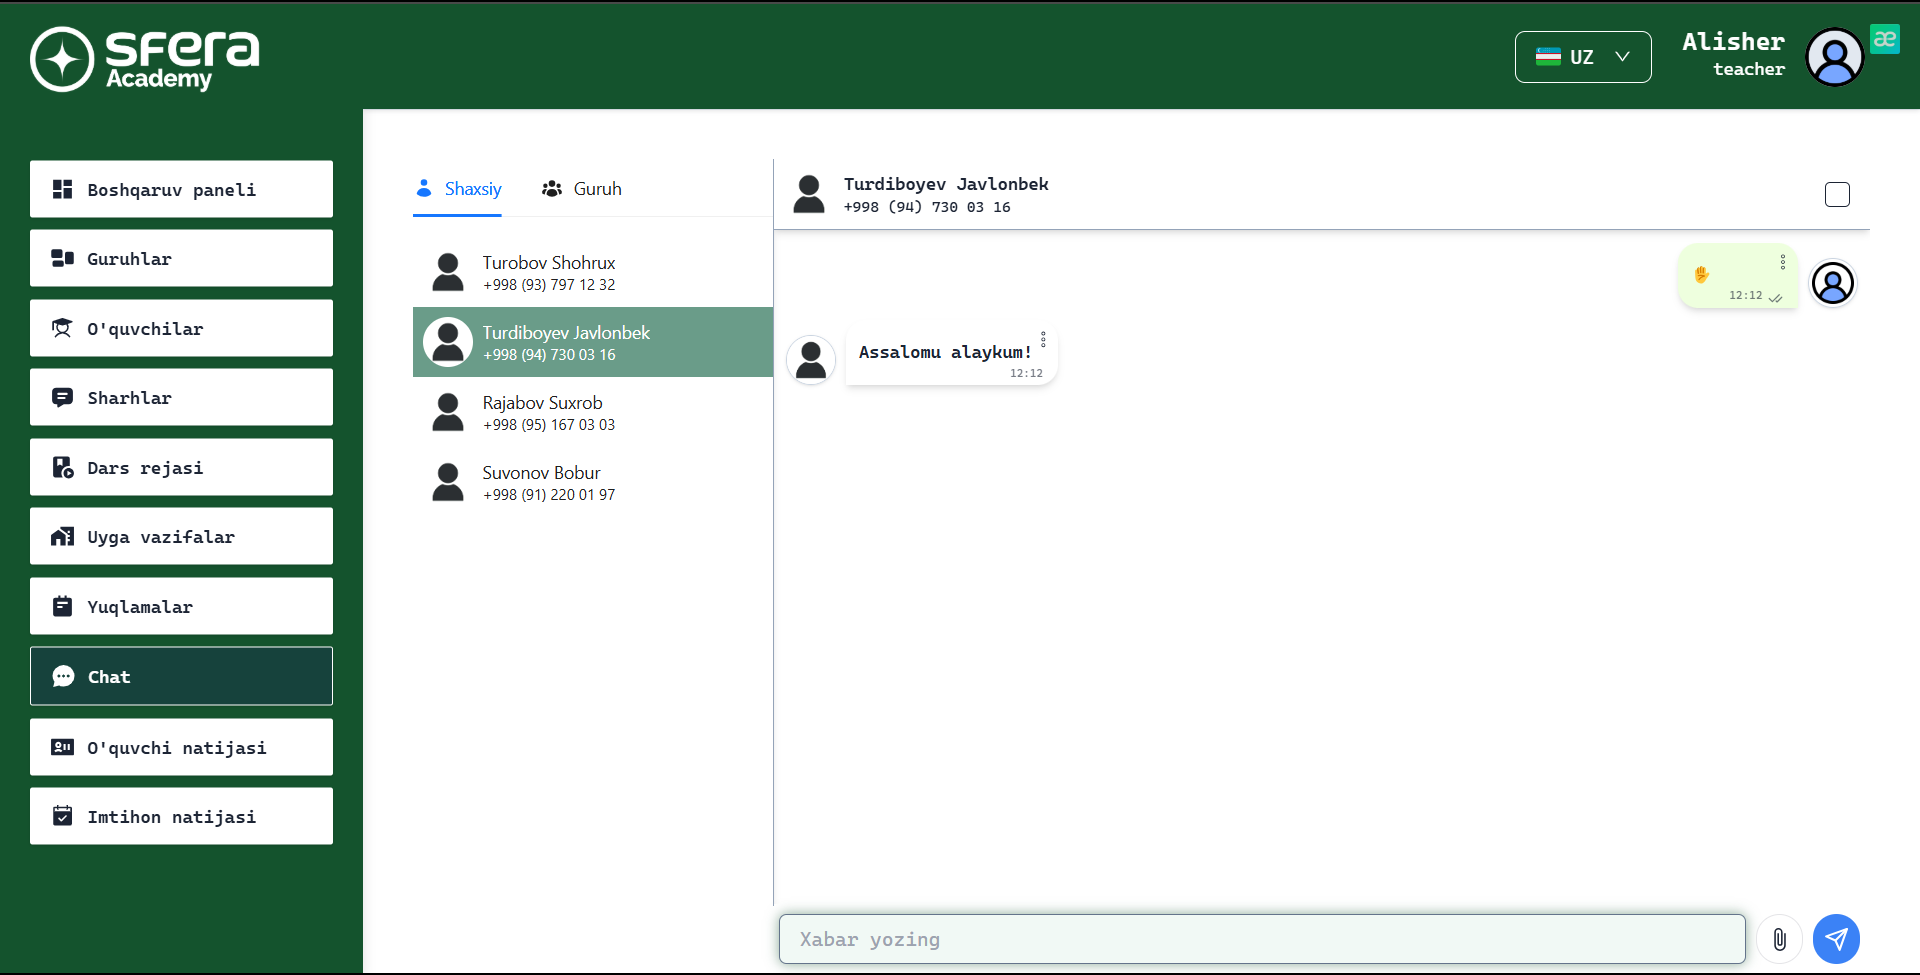 sfera
Academy
UZ
Alisher
teacher
æ
Boshqaruv paneli
Guruhlar
O'quvchilar
Sharhlar
Dars rejasi
Uyga vazifalar
Yuqlamalar
Chat
O'quvchi natijasi
Imtihon natijasi
Shaxsiy
Guruh
Turobov Shohrux
+998 (93) 797 12 32
Turdiboyev Javlonbek
+998 (94) 730 03 16
Rajabov Suxrob
+998 (95) 167 03 03
Suvonov Bobur
+998 (91) 220 01 97
Turdiboyev Javlonbek
+998 (94) 730 03 16
✋
12:12
Assalomu alaykum!
12:12
Xabar yozing